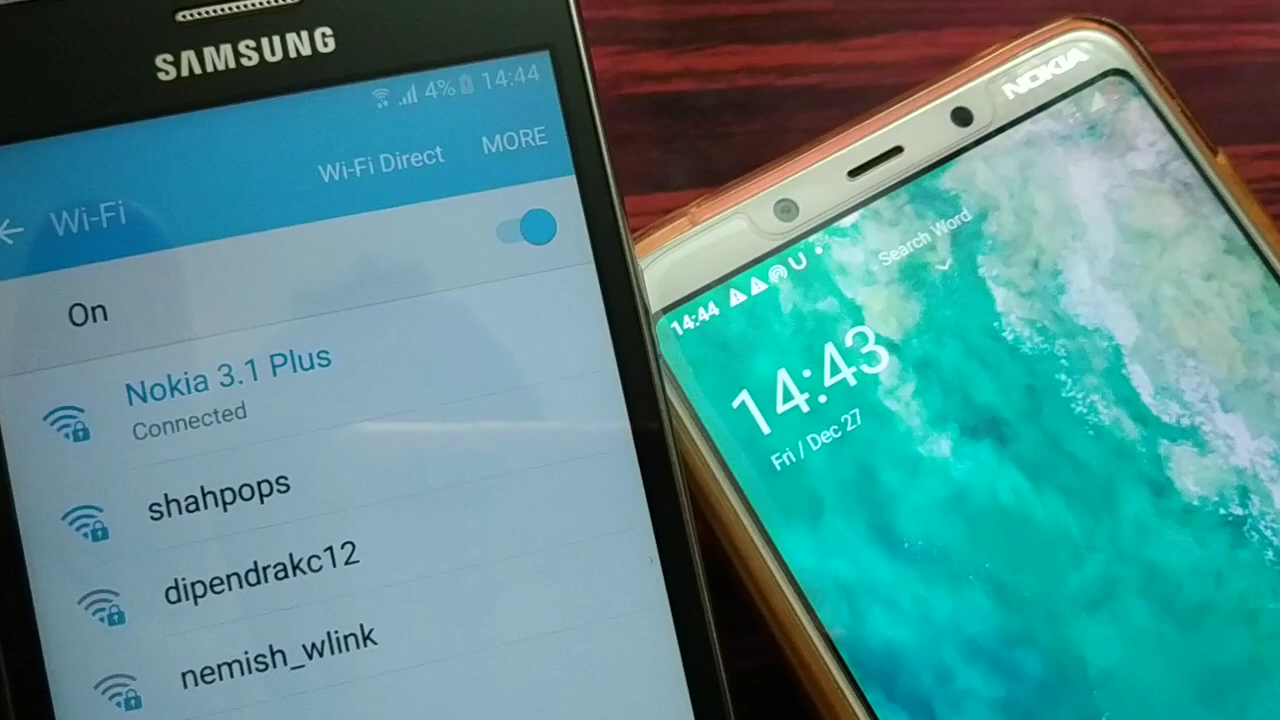 SAMSUNG
4% 14:44
Wi-Fi Direct MORE
Wi-Fi
On
Nokia 3.1 Plus
Connected
shahpops
dipendrakc12
nemish_wlink
NOKIA
Search Word
14:44
14:43
Fri / Dec 27